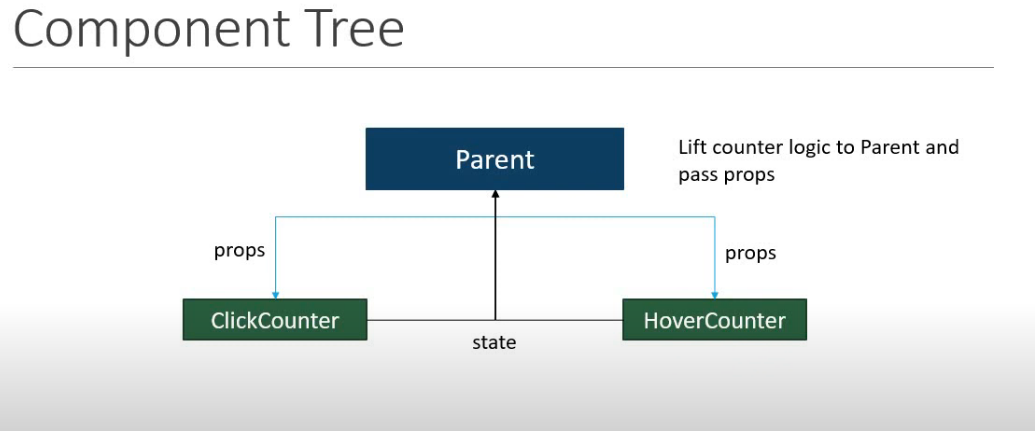 Component Tree
Parent
Lift counter logic to Parent and
pass props
props
props
ClickCounter
HoverCounter
state